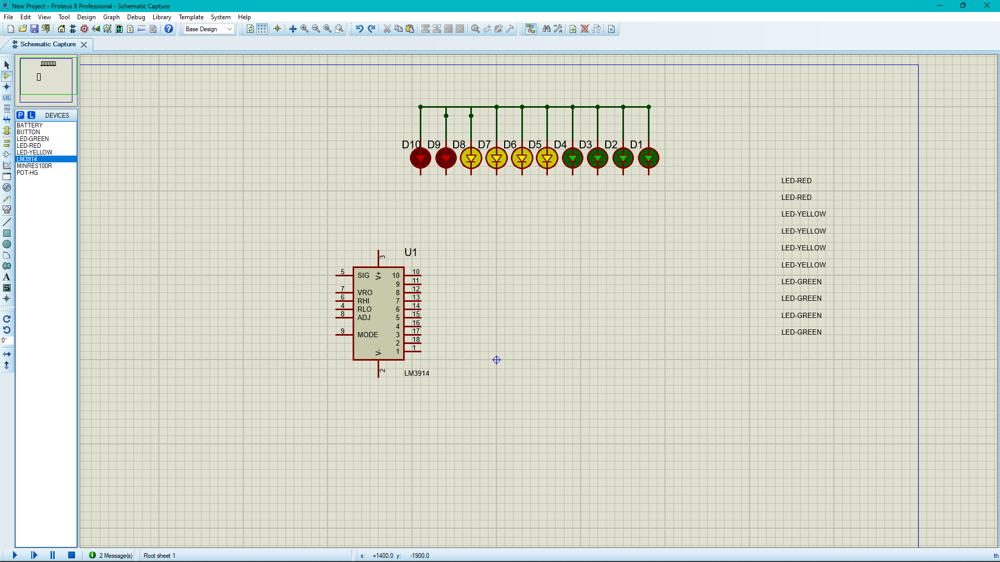 New Project - Proteus 8 Professional - Schematic Capture
File Edit View Tool Design Graph Debug Library Template System Help
Base Design
Schematic Capture
P L DEVICES
BATTERY
BUTTON
LED-GREEN
LED-RED
LED-YELLOW
LM3914
MINRES100R
POT-HG
LBL
A
S
0°
D10 D9 D8 D7 D6 D5 D4 D3 D2 D1
LED-RED
LED-RED
LED-YELLOW
LED-YELLOW
LED-YELLOW
LED-YELLOW
LED-GREEN
LED-GREEN
LED-GREEN
LED-GREEN
U1
3
5 SIG V+ 10 10
9 11
7 VRO 8 12
6 RHI 7 13
4 RLO 6 14
8 ADJ 5 15
4 16
9 MODE 3 17
2 18
V- 1 1
2
LM3914
2 Message(s) Root sheet 1 x: +1400.0 y: -1900.0 th